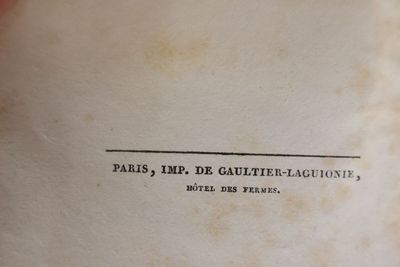 PARIS, IMP. DE GAULTIER-LAGUIONIE,
HÔTEL DES FERMES.